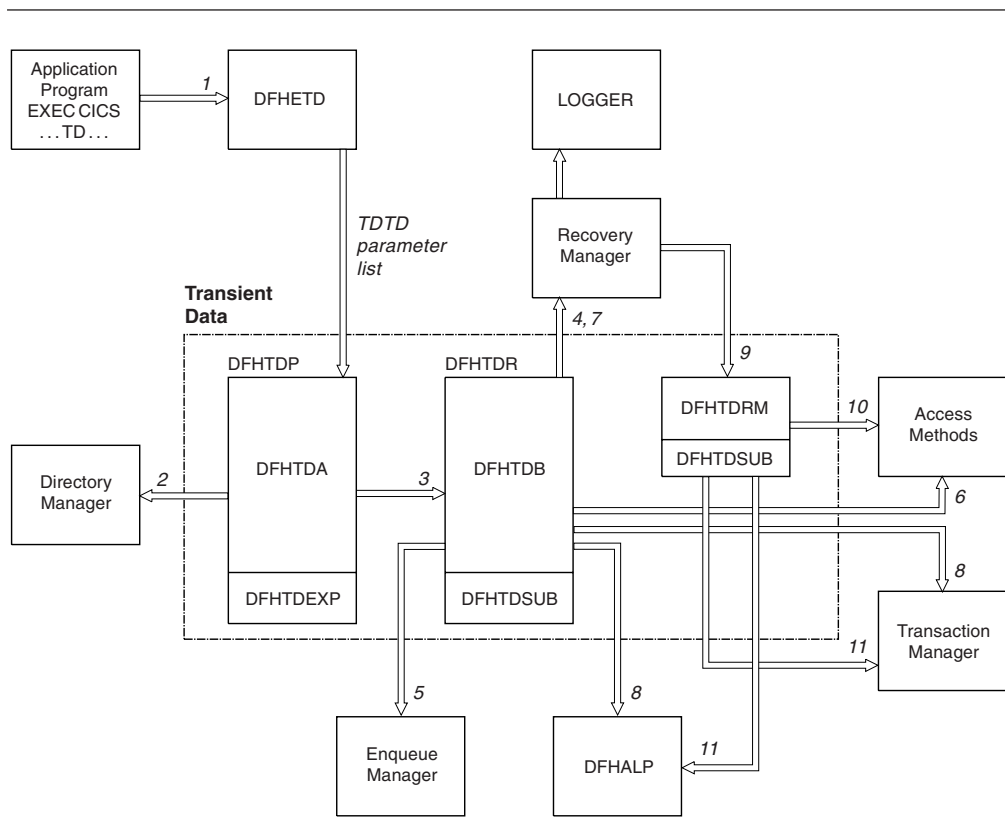 Application
Program
EXEC CICS
...TD...
1
DFHETD
LOGGER
TDTD
parameter
list
Recovery
Manager
Transient
Data
4, 7
9
DFHTDP
DFHTDR
DFHTDRM
DFHTDSUB
10
Access
Methods
Directory
Manager
2
DFHTDA
3
DFHTDB
6
DFHTDEXP
DFHTDSUB
8
Transaction
Manager
11
5
8
Enqueue
Manager
DFHALP
11